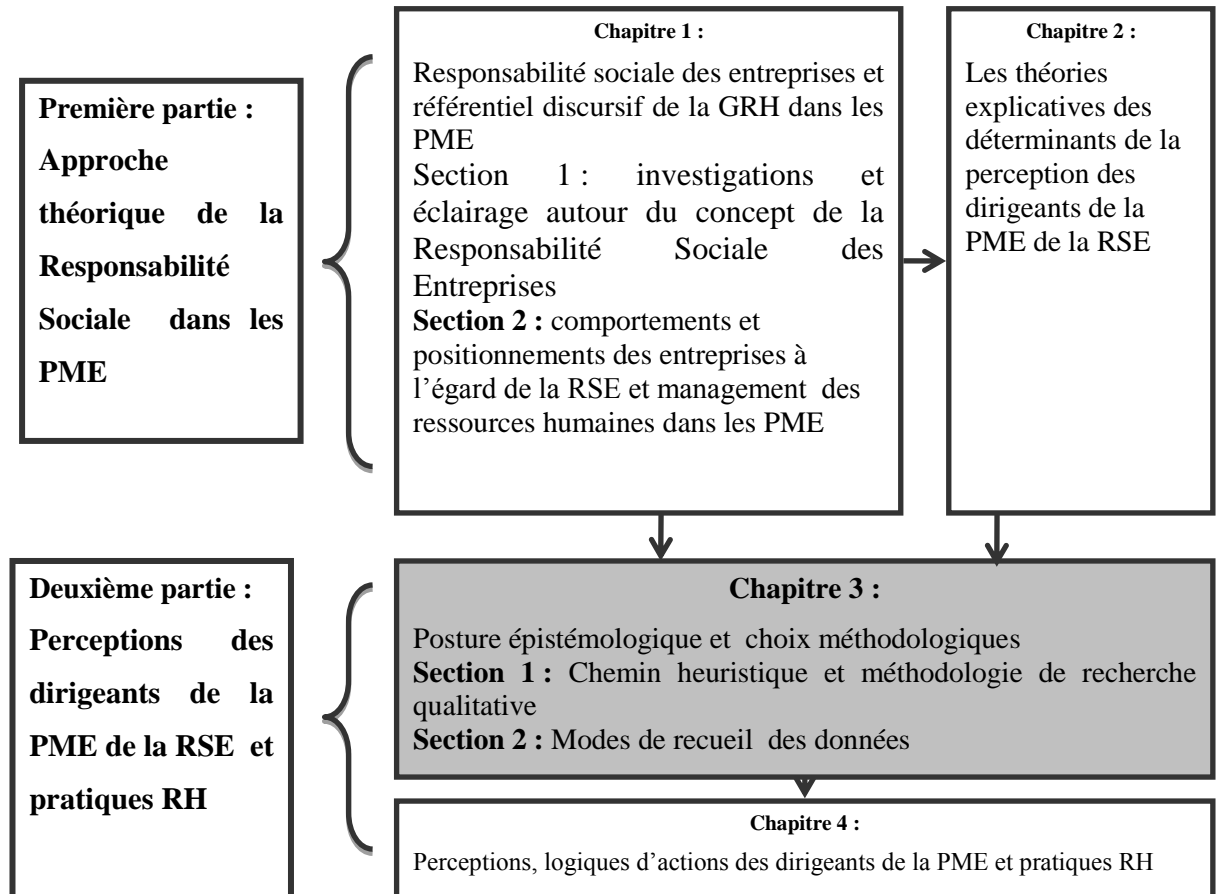 Première partie :
Approche
théorique de la
Responsabilité
Sociale dans les
PME
Chapitre 1 :
Responsabilité sociale des entreprises et
référentiel discursif de la GRH dans les
PME
Section 1 : investigations et
éclairage autour du concept de la
Responsabilité Sociale des
Entreprises
Section 2 : comportements et
positionnements des entreprises à
l’égard de la RSE et management des
ressources humaines dans les PME
Chapitre 2 :
Les théories
explicatives des
déterminants de la
perception des
dirigeants de la
PME de la RSE
Deuxième partie :
Perceptions des
dirigeants de la
PME de la RSE et
pratiques RH
Chapitre 3 :
Posture épistémologique et choix méthodologiques
Section 1 : Chemin heuristique et méthodologie de recherche
qualitative
Section 2 : Modes de recueil des données
Chapitre 4 :
Perceptions, logiques d’actions des dirigeants de la PME et pratiques RH